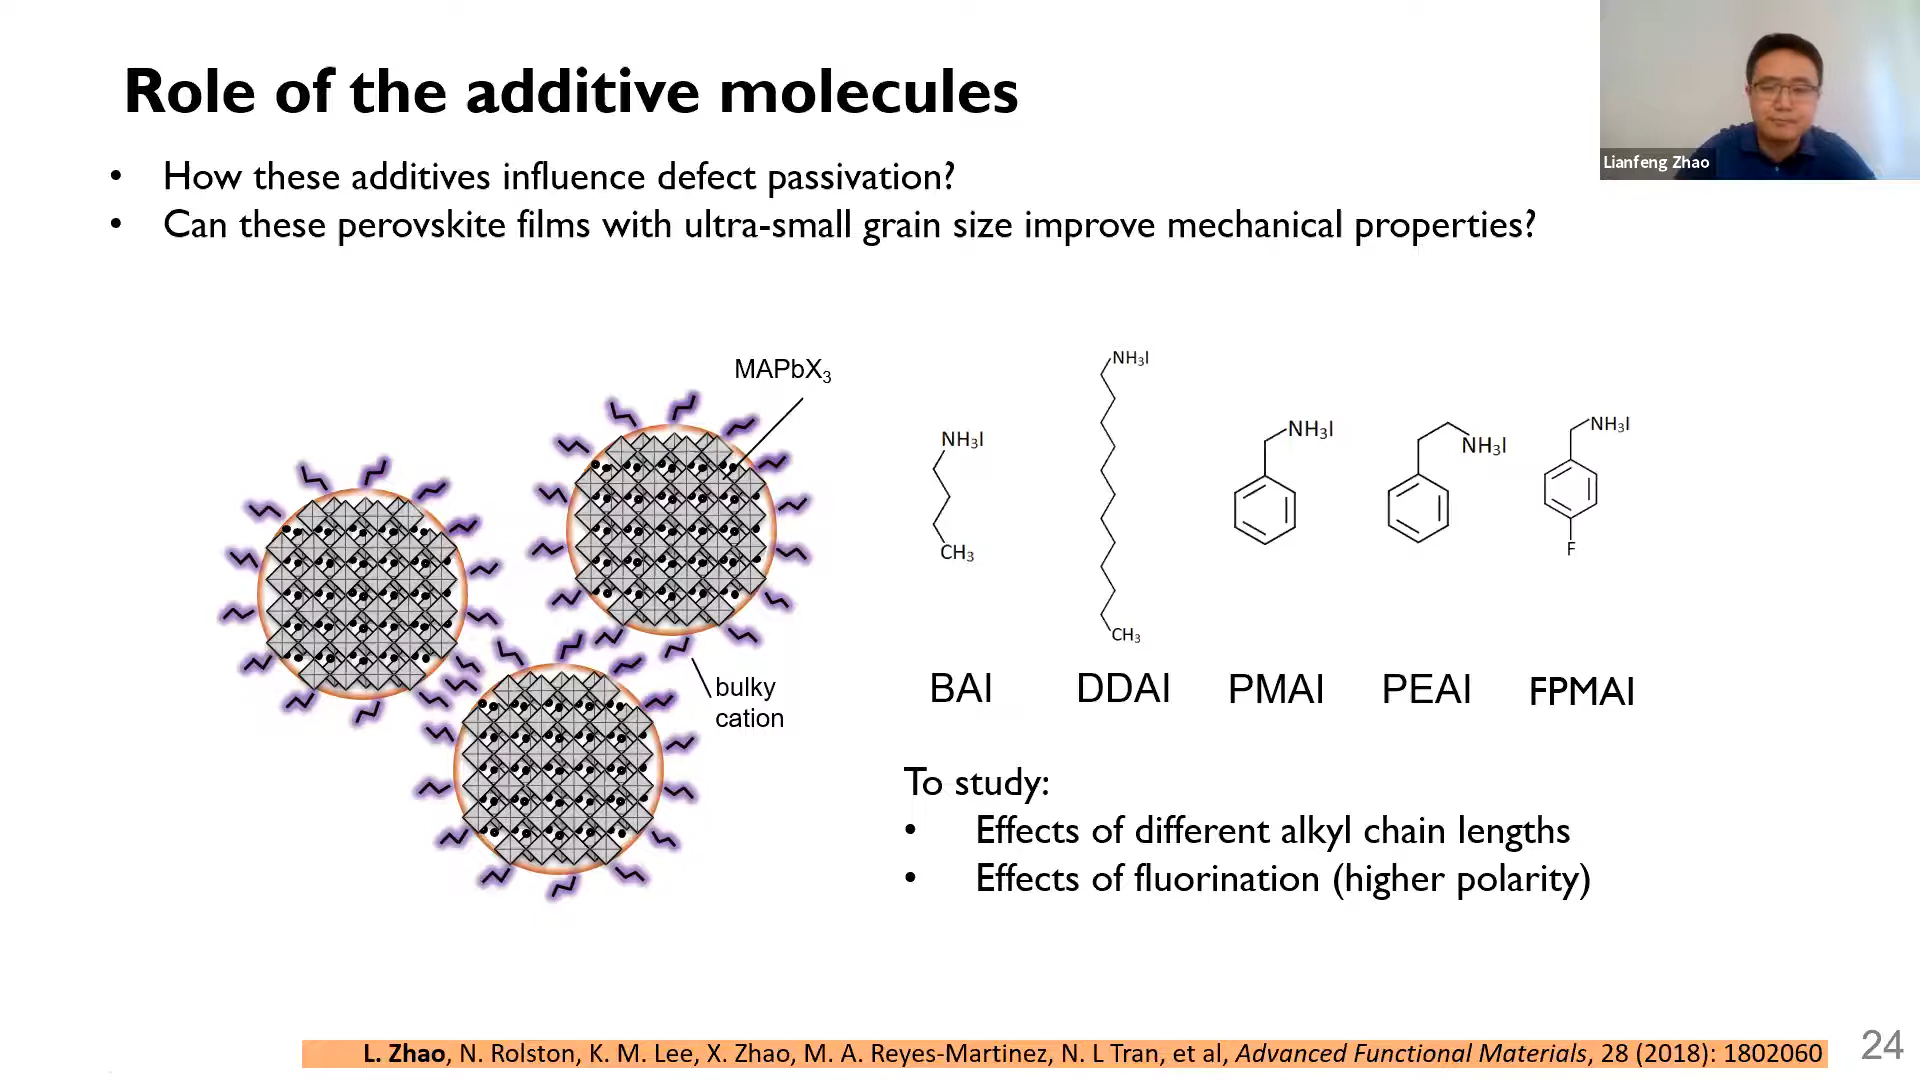 Role of the additive molecules
Lianfeng Zhao
• How these additives influence defect passivation?
• Can these perovskite films with ultra-small grain size improve mechanical properties?
MAPbX3
bulky
cation
NH3I
CH3
NH3I
CH3
NH3I
NH3I
NH3I
F
BAI DDAI PMAI PEAI FPMAI
To study:
• Effects of different alkyl chain lengths
• Effects of fluorination (higher polarity)
L. Zhao, N. Rolston, K. M. Lee, X. Zhao, M. A. Reyes-Martinez, N. L Tran, et al, Advanced Functional Materials, 28 (2018): 1802060
24